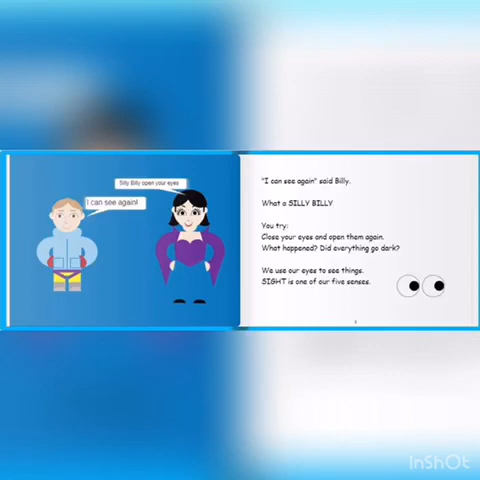 Silly Billy open your eyes
I can see again!
"I can see again" said Billy.
What a SILLY BILLY
You try:
Close your eyes and open them again.
What happened? Did everything go dark?
We use our eyes to see things.
SIGHT is one of our five senses.
InShOt